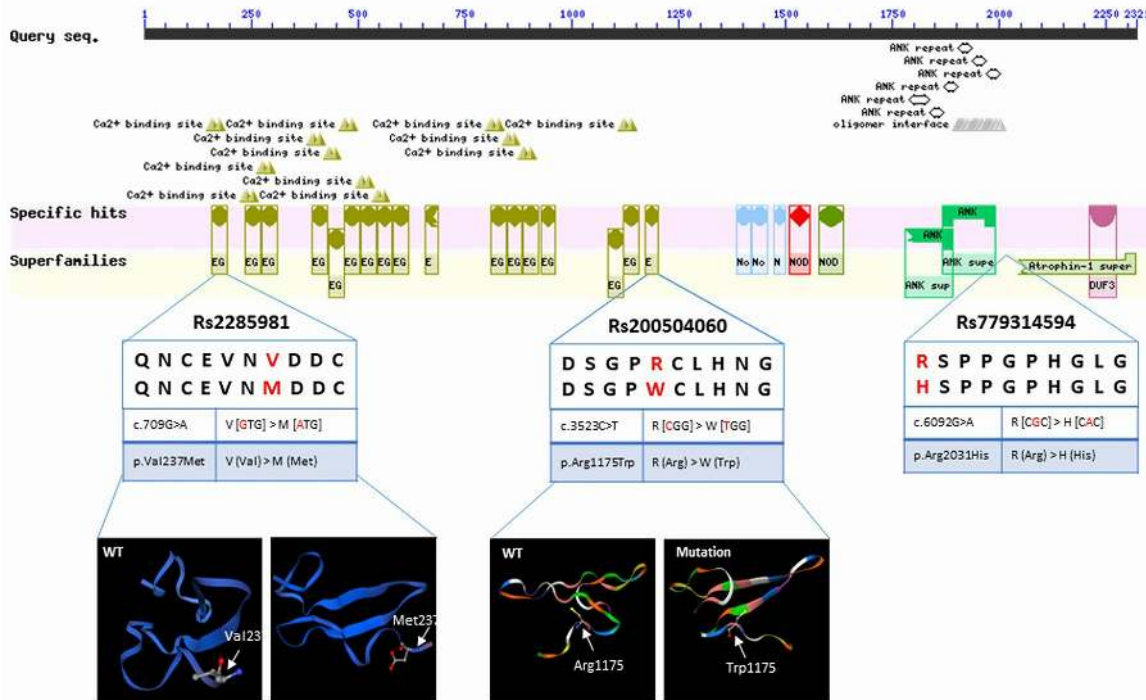 1 250 500 750 1000 1250 1500 1750 2000 2250 232
Query seq.
ANK repeat
ANK repeat
ANK repeat
ANK repeat
ANK repeat
ANK repeat
oligomer interface
Ca2+ binding site Ca2+ binding site Ca2+ binding site Ca2+ binding site
Ca2+ binding site Ca2+ binding site
Ca2+ binding site Ca2+ binding site
Ca2+ binding site
Ca2+ binding site
Ca2+ binding site Ca2+ binding site
Specific hits
ANK
ANK
Superfamilies
EG EG EG EG EG EG EG EG E EG EG EG EG EG E No No N NOD NOD ANK supe Atrophin-1 super
EG EG ANK sup DUF3
Rs2285981 Rs200504060 Rs779314594
Q N C E V N V D D C
Q N C E V N M D D C
D S G P R C L H N G
D S G P W C L H N G
R S P P G P H G L G
H S P P G P H G L G
c.709G>A V [GTG] > M [ATG]
p.Val237Met V (Val) > M (Met)
c.3523C>T R [CGG] > W [TGG]
p.Arg1175Trp R (Arg) > W (Trp)
c.6092G>A R [CGC] > H [CAC]
p.Arg2031His R (Arg) > H (His)
WT
Val23
Met237
WT
Arg1175
Mutation
Trp1175